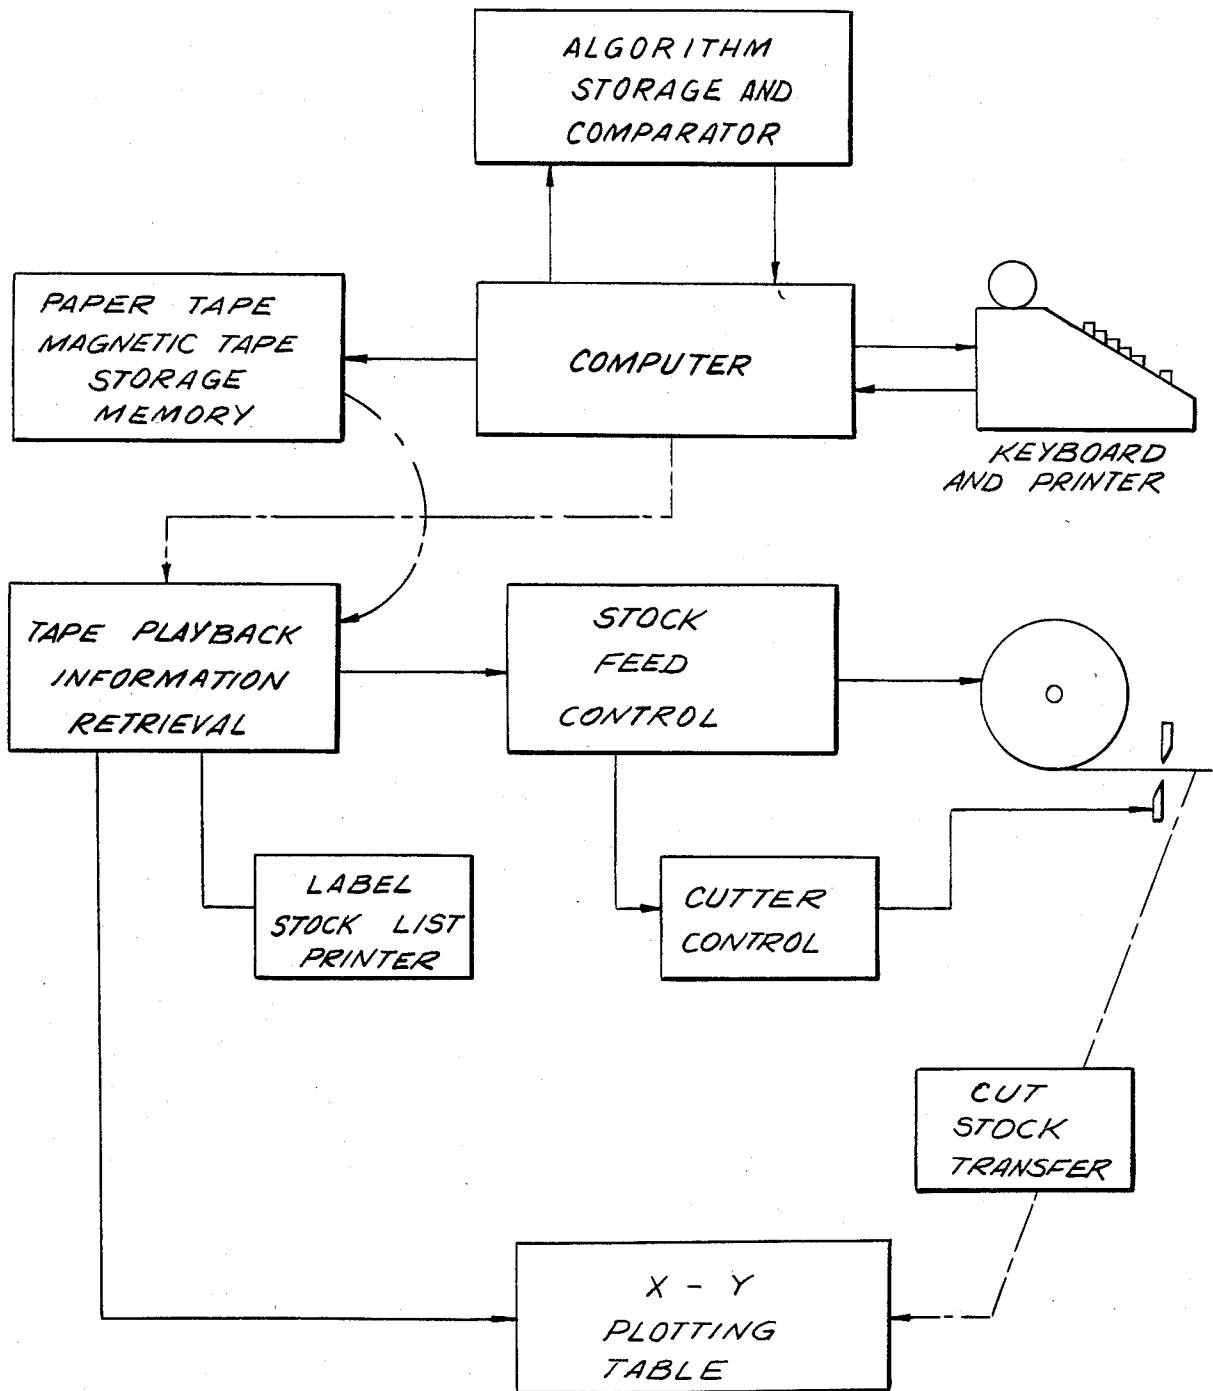 ALGORITHM
STORAGE AND
COMPARATOR
PAPER TAPE
MAGNETIC TAPE
STORAGE
MEMORY
COMPUTER
KEYBOARD
AND PRINTER
TAPE PLAYBACK
INFORMATION
RETRIEVAL
STOCK
FEED
CONTROL
LABEL
STOCK LIST
PRINTER
CUTTER
CONTROL
CUT
STOCK
TRANSFER
X - Y
PLOTTING
TABLE